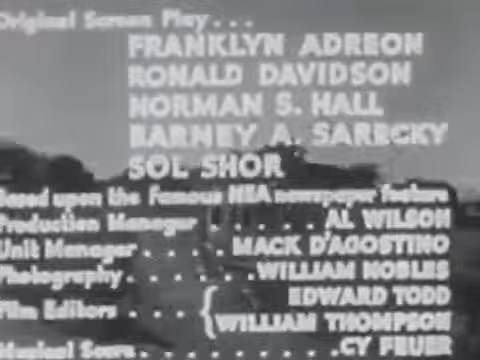 Original Screen Play...
FRANKLYN ADREON
RONALD DAVIDSON
NORMAN S. HALL
BARNEY A. SARECKY
SOL SHOR
Based upon the famous NEA newspaper feature
Production Manager . . . . . AL WILSON
Unit Manager . . . . MACK D'AGOSTINO
Photography . . . . . . WILLIAM NOBLES
Film Editors . . . . { EDWARD TODD
WILLIAM THOMPSON
Musical Score . . . . . . . . . CY FEUER